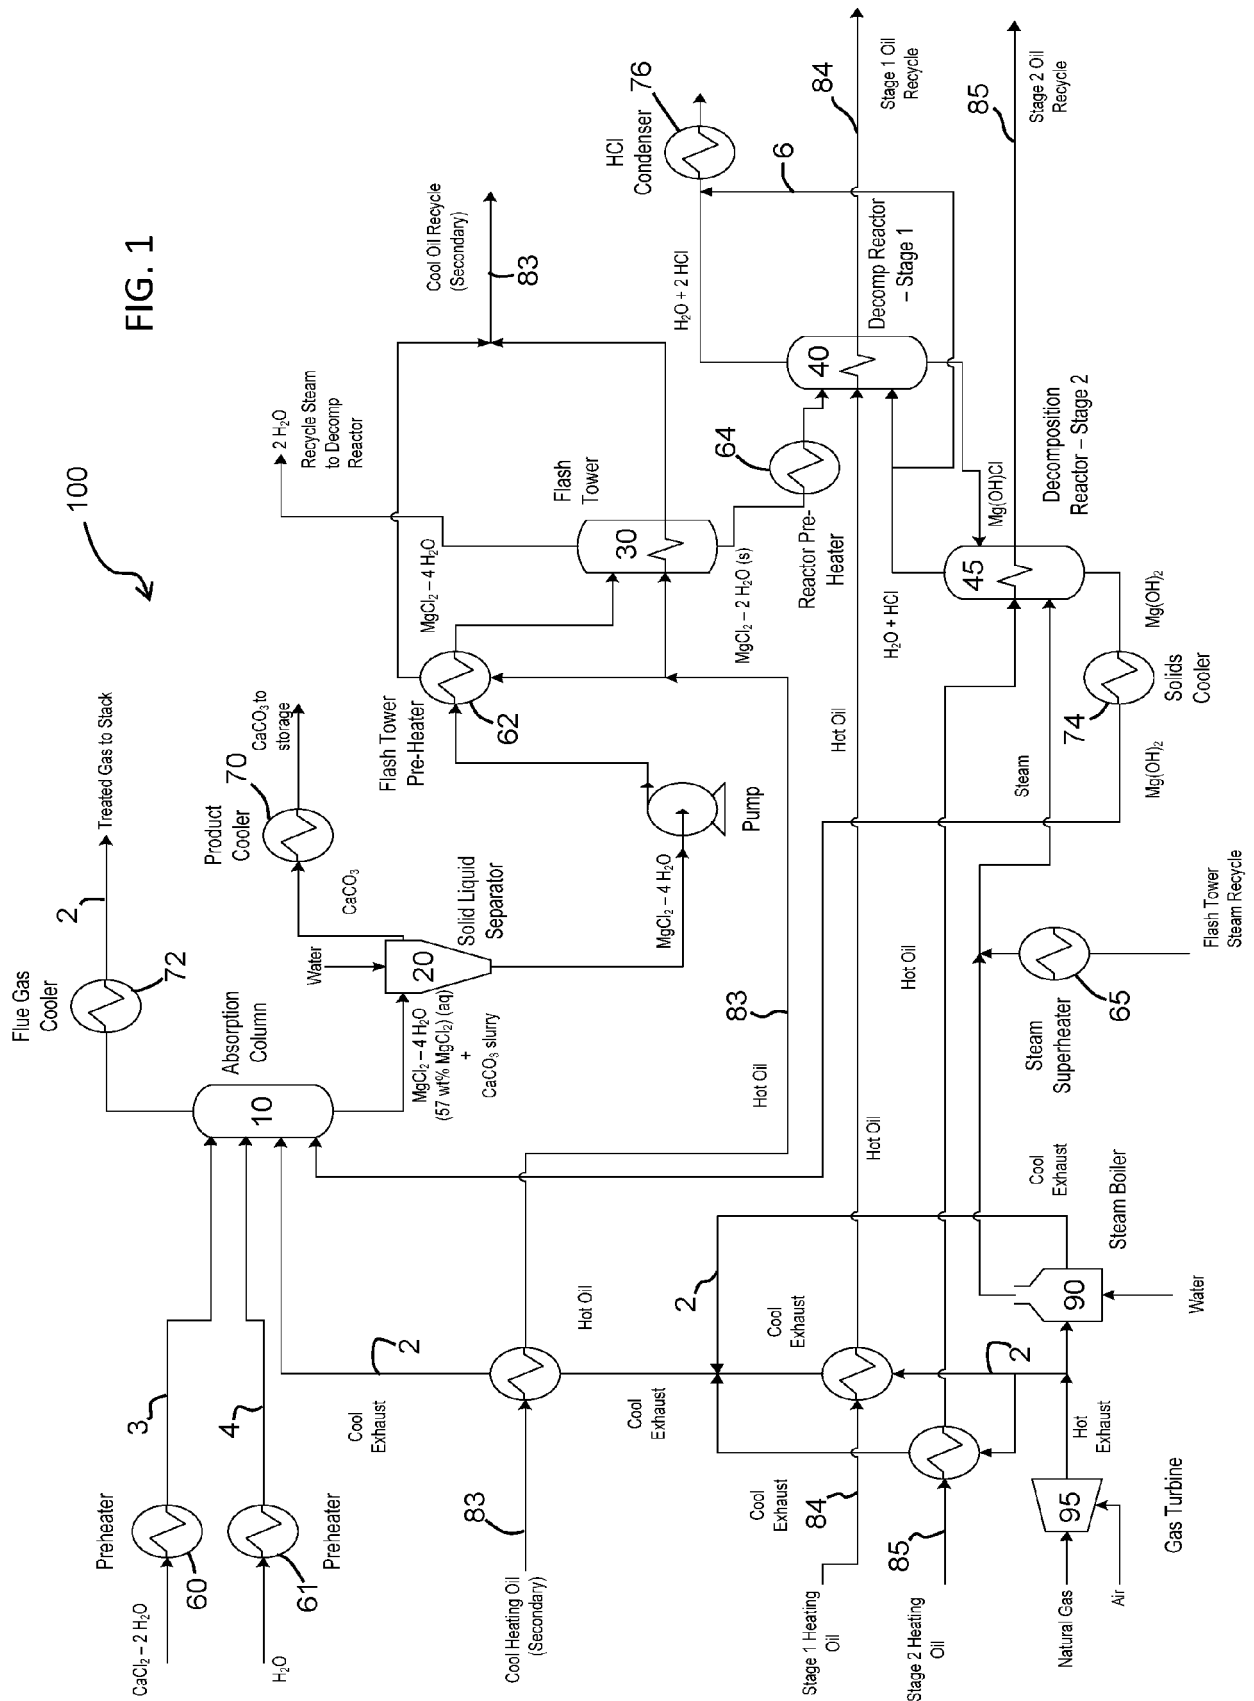 FIG. 1
100
CaCl₂ – 2 H₂O
Preheater
60
3
H₂O
61
Preheater
4
Flue Gas
Cooler
72
2
Treated Gas to Stack
Absorption
Column
10
Product
Cooler
70
CaCO₃ to
storage
CaCO₃
Water
20
Solid Liquid
Separator
MgCl₂ – 4 H₂O
(57 wt% MgCl₂) (aq)
+
CaCO₃ slurry
MgCl₂ – 4 H₂O
Pump
Flash Tower
Pre-Heater
62
MgCl₂ – 4 H₂O
2 H₂O
Recycle Steam
to Decomp
Reactor
Flash
Tower
30
MgCl₂ – 2 H₂O (s)
Cool Oil Recycle
(Secondary)
83
Reactor Pre-
Heater
64
H₂O + 2 HCl
HCl
Condenser
76
6
40
Decomp Reactor
– Stage 1
84
Stage 1 Oil
Recycle
Mg(OH)Cl
H₂O + HCl
45
Decomposition
Reactor – Stage 2
85
Stage 2 Oil
Recycle
Mg(OH)₂
Solids
Cooler
74
Mg(OH)₂
Steam
Hot Oil
Hot Oil
Hot Oil
83
Hot Oil
Hot Oil
Cool
Exhaust
2
Cool Heating Oil
(Secondary)
83
Cool
Exhaust
Cool
Exhaust
2
Cool
Exhaust
84
Stage 1 Heating
Oil
85
Stage 2 Heating
Oil
2
Hot
Exhaust
95
Gas Turbine
Natural Gas
Air
90
Steam Boiler
Cool
Exhaust
Water
Steam
Superheater
65
Flash Tower
Steam Recycle